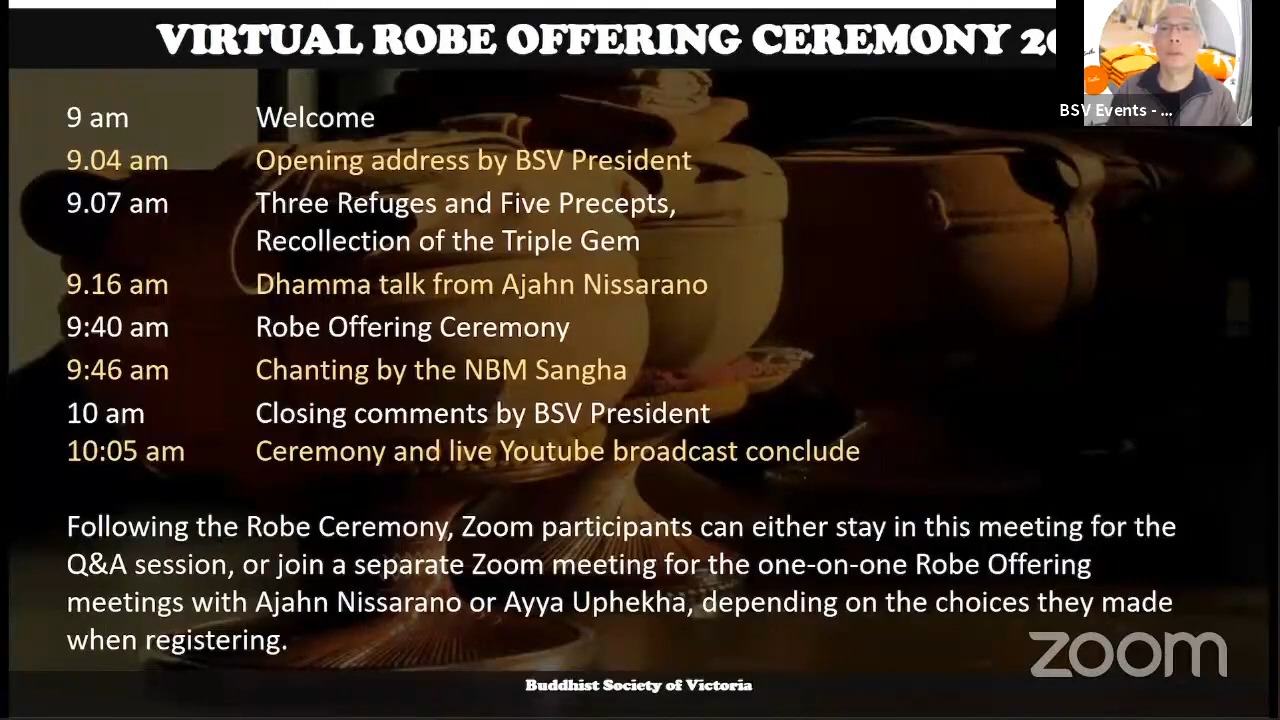 VIRTUAL ROBE OFFERING CEREMONY
BSV Events - ...
9 am Welcome
9.04 am Opening address by BSV President
9.07 am Three Refuges and Five Precepts,
Recollection of the Triple Gem
9.16 am Dhamma talk from Ajahn Nissarano
9:40 am Robe Offering Ceremony
9:46 am Chanting by the NBM Sangha
10 am Closing comments by BSV President
10:05 am Ceremony and live Youtube broadcast conclude
Following the Robe Ceremony, Zoom participants can either stay in this meeting for the
Q&A session, or join a separate Zoom meeting for the one-on-one Robe Offering
meetings with Ajahn Nissarano or Ayya Uphekha, depending on the choices they made
when registering.
zoom
Buddhist Society of Victoria